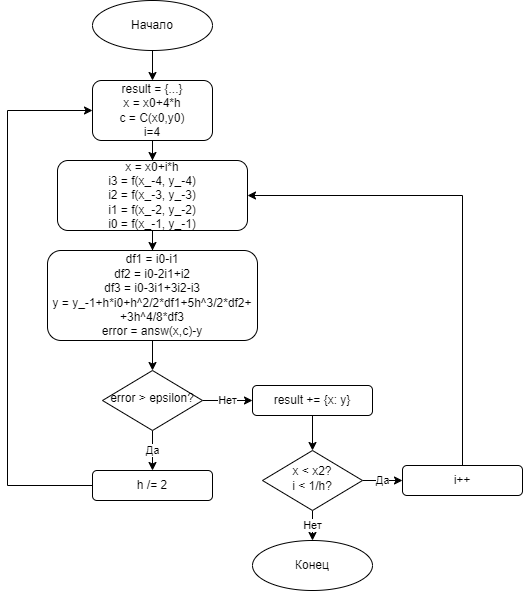 Начало
result = {...}
x = x0+4*h
c = C(x0,y0)
i=4
x = x0+i*h
i3 = f(x_-4, y_-4)
i2 = f(x_-3, y_-3)
i1 = f(x_-2, y_-2)
i0 = f(x_-1, y_-1)
df1 = i0-i1
df2 = i0-2i1+i2
df3 = i0-3i1+3i2-i3
y = y_-1+h*i0+h^2/2*df1+5h^3/2*df2+
+3h^4/8*df3
error = answ(x,c)-y
error > epsilon?
Нет
result += {x: y}
Да
h /= 2
x < x2?
i < 1/h?
Да
i++
Нет
Конец